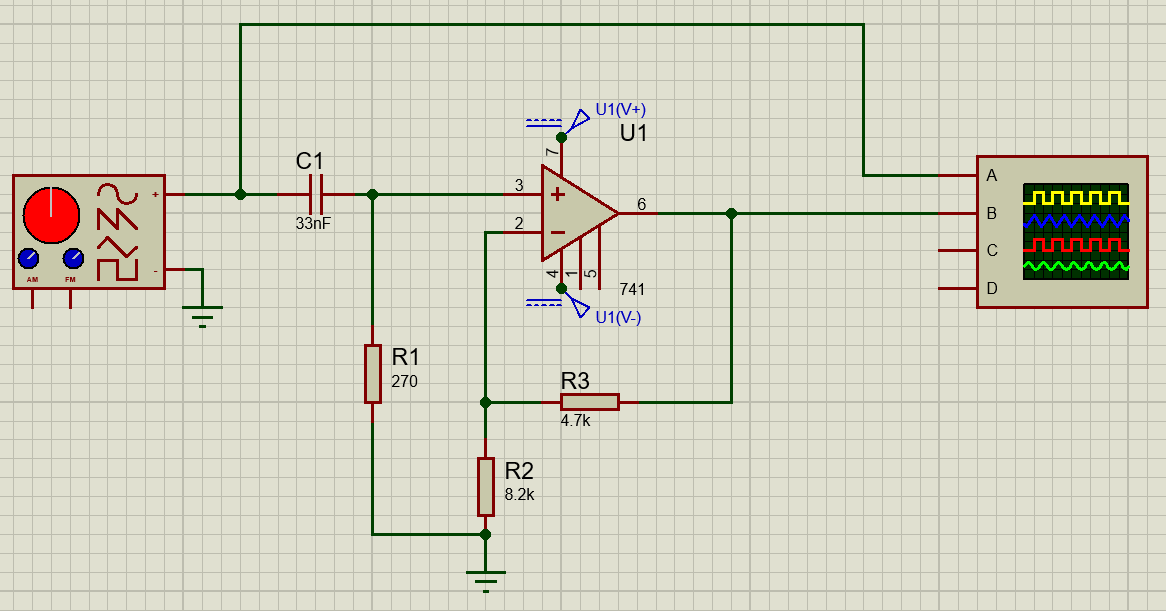 U1(V+)
U1
7
C1
3
+
A
+
6
B
33nF
2
-
C
-
4
1
5
AM
FM
741
D
U1(V-)
R1
270
R3
4.7k
R2
8.2k